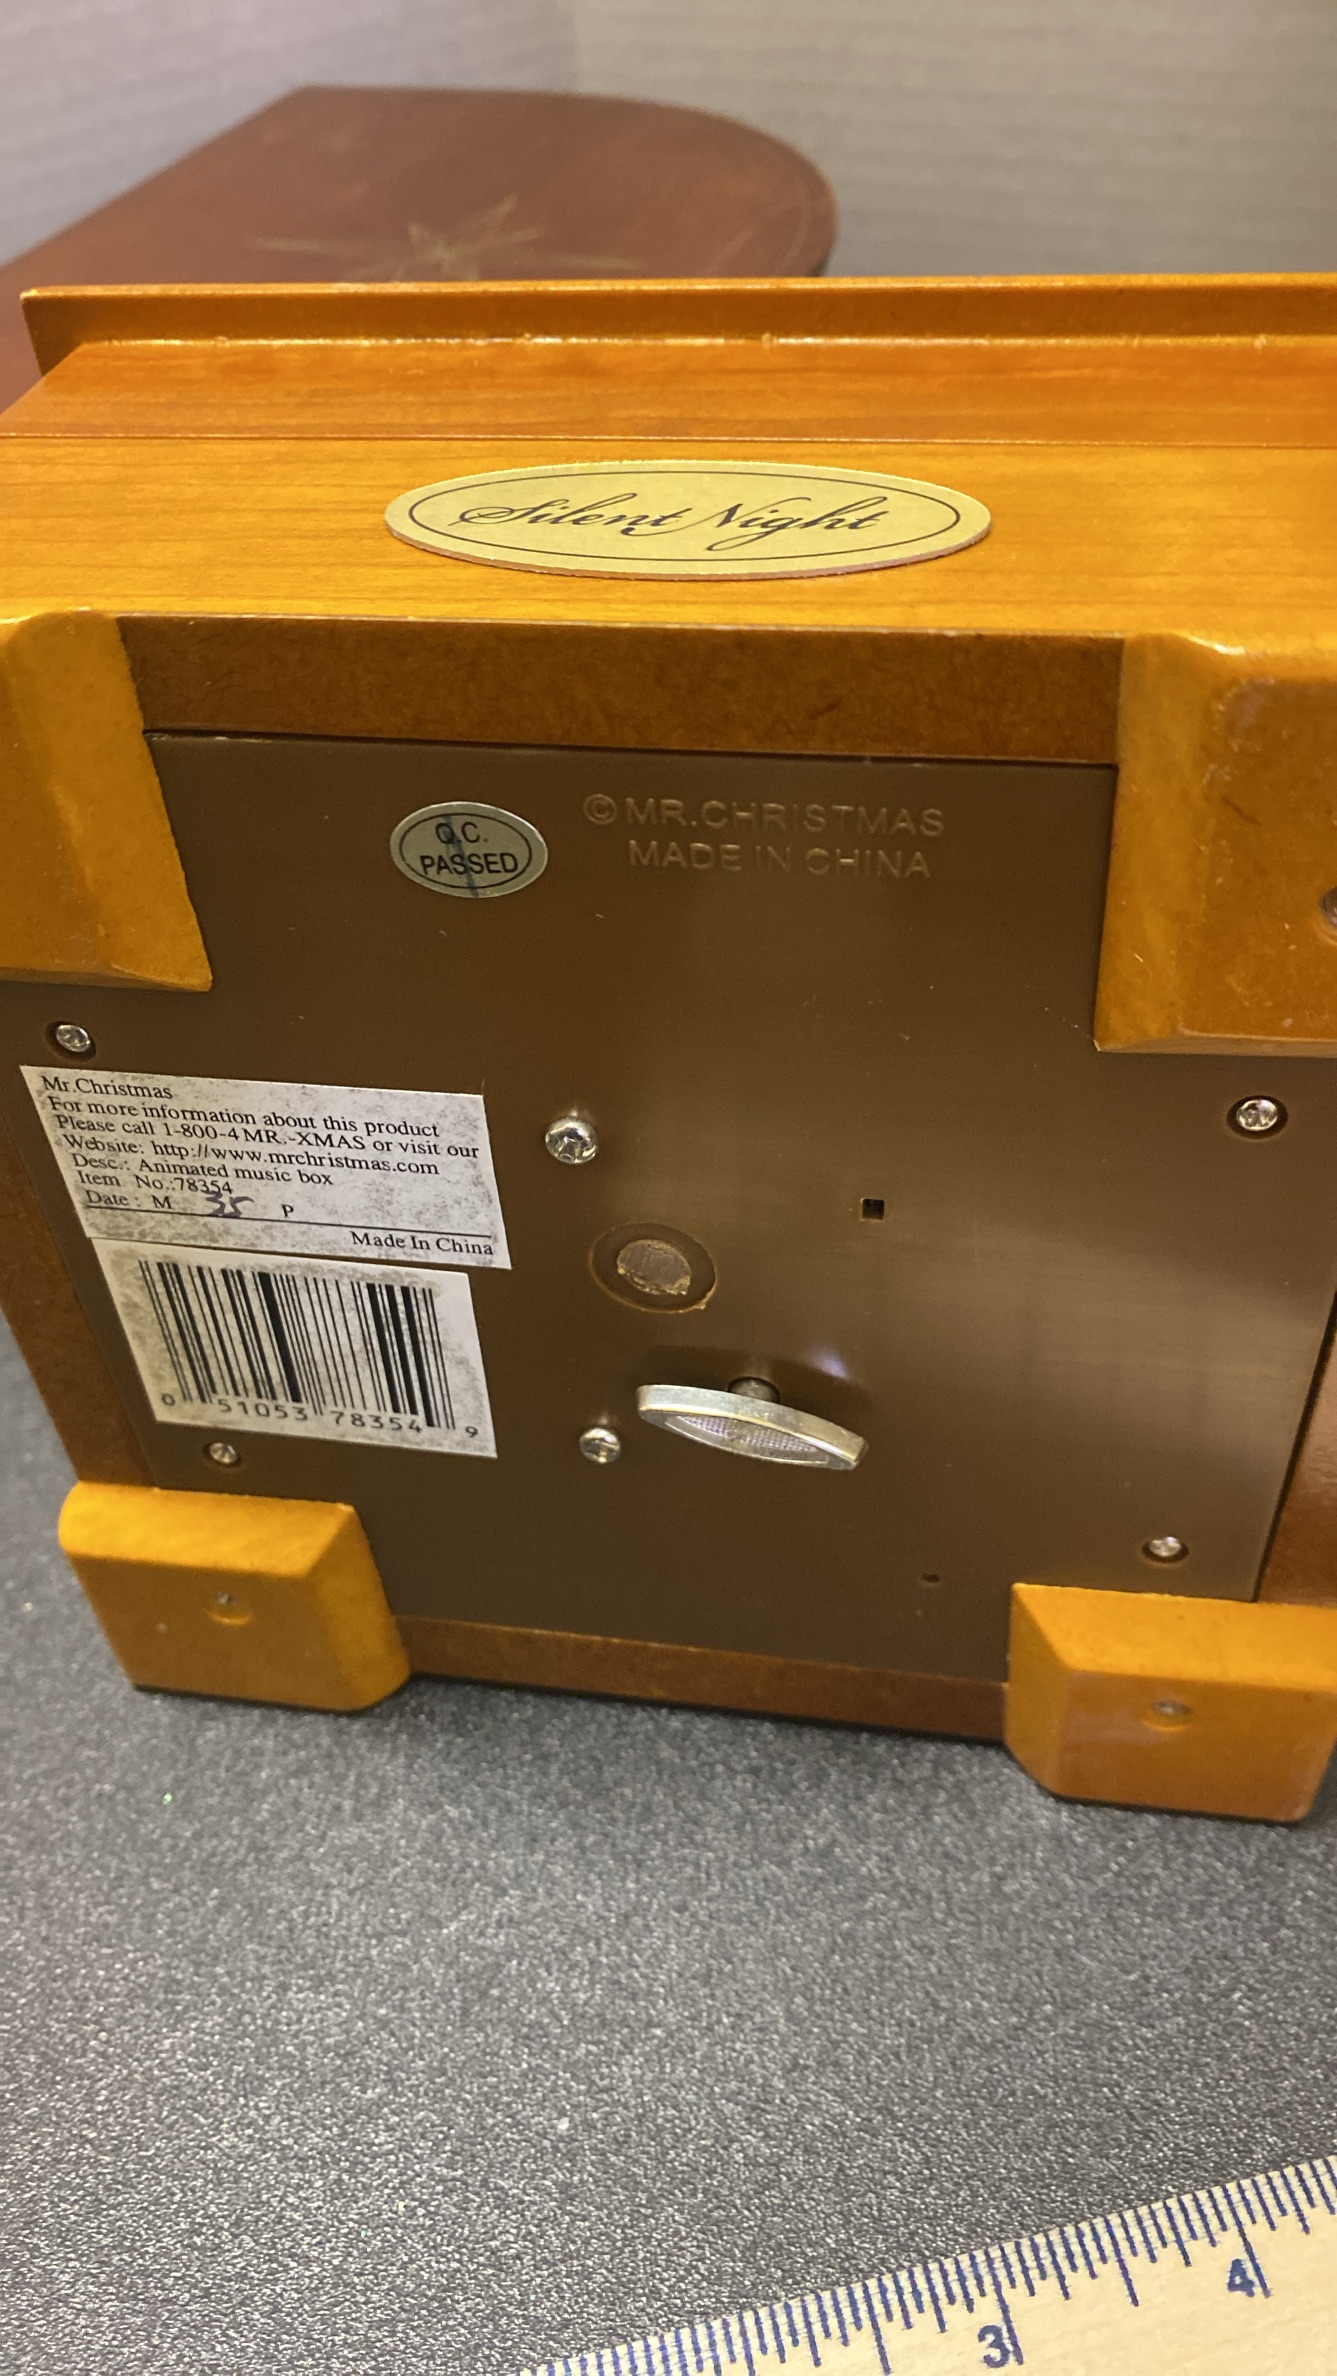 Silent Night
©MR.CHRISTMAS
MADE IN CHINA
Q.C.
PASSED
Mr.Christmas
For more information about this product
Please call 1-800-4MR.-XMAS or visit our
Website: http://www.mrchristmas.com
Desc.: Animated music box
Item No.:78354
Date: M 35 P
Made In China
0 51053 78354 9
3
4